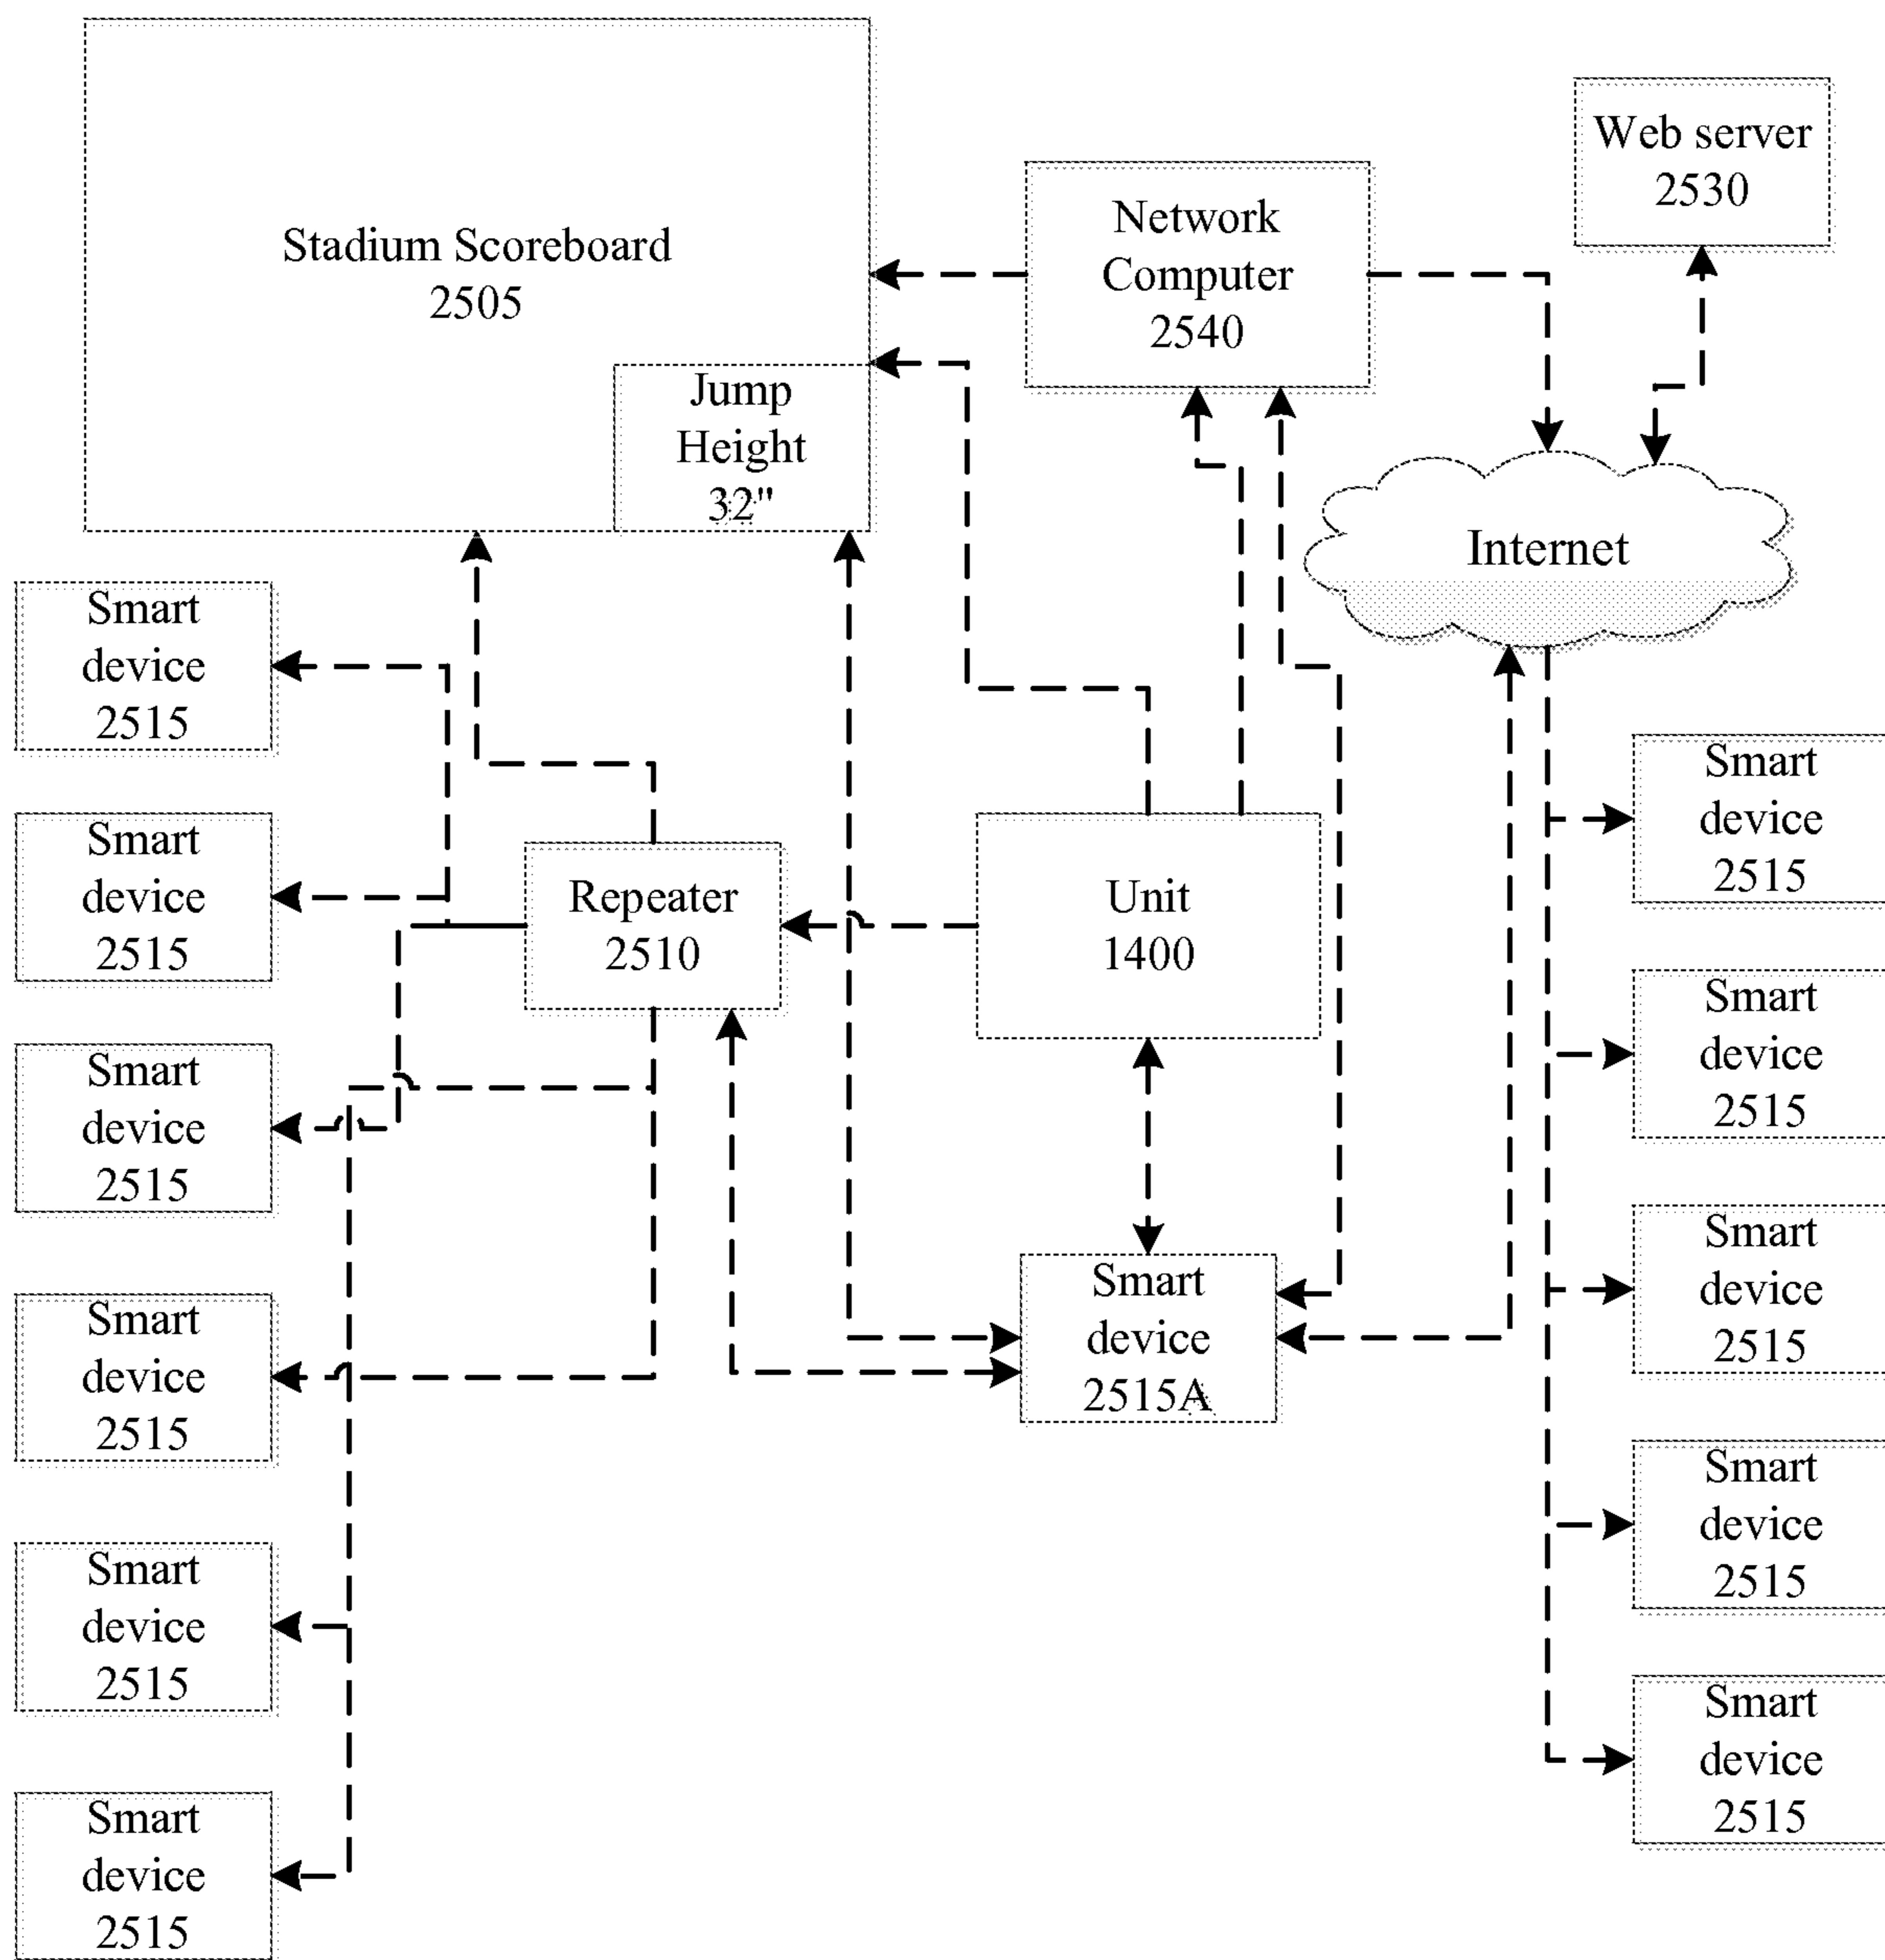 Stadium Scoreboard
2505
Jump
Height
32"
Network
Computer
2540
Web server
2530
Internet
Smart
device
2515
Smart
device
2515
Smart
device
2515
Smart
device
2515
Smart
device
2515
Smart
device
2515
Repeater
2510
Unit
1400
Smart
device
2515A
Smart
device
2515
Smart
device
2515
Smart
device
2515
Smart
device
2515
Smart
device
2515